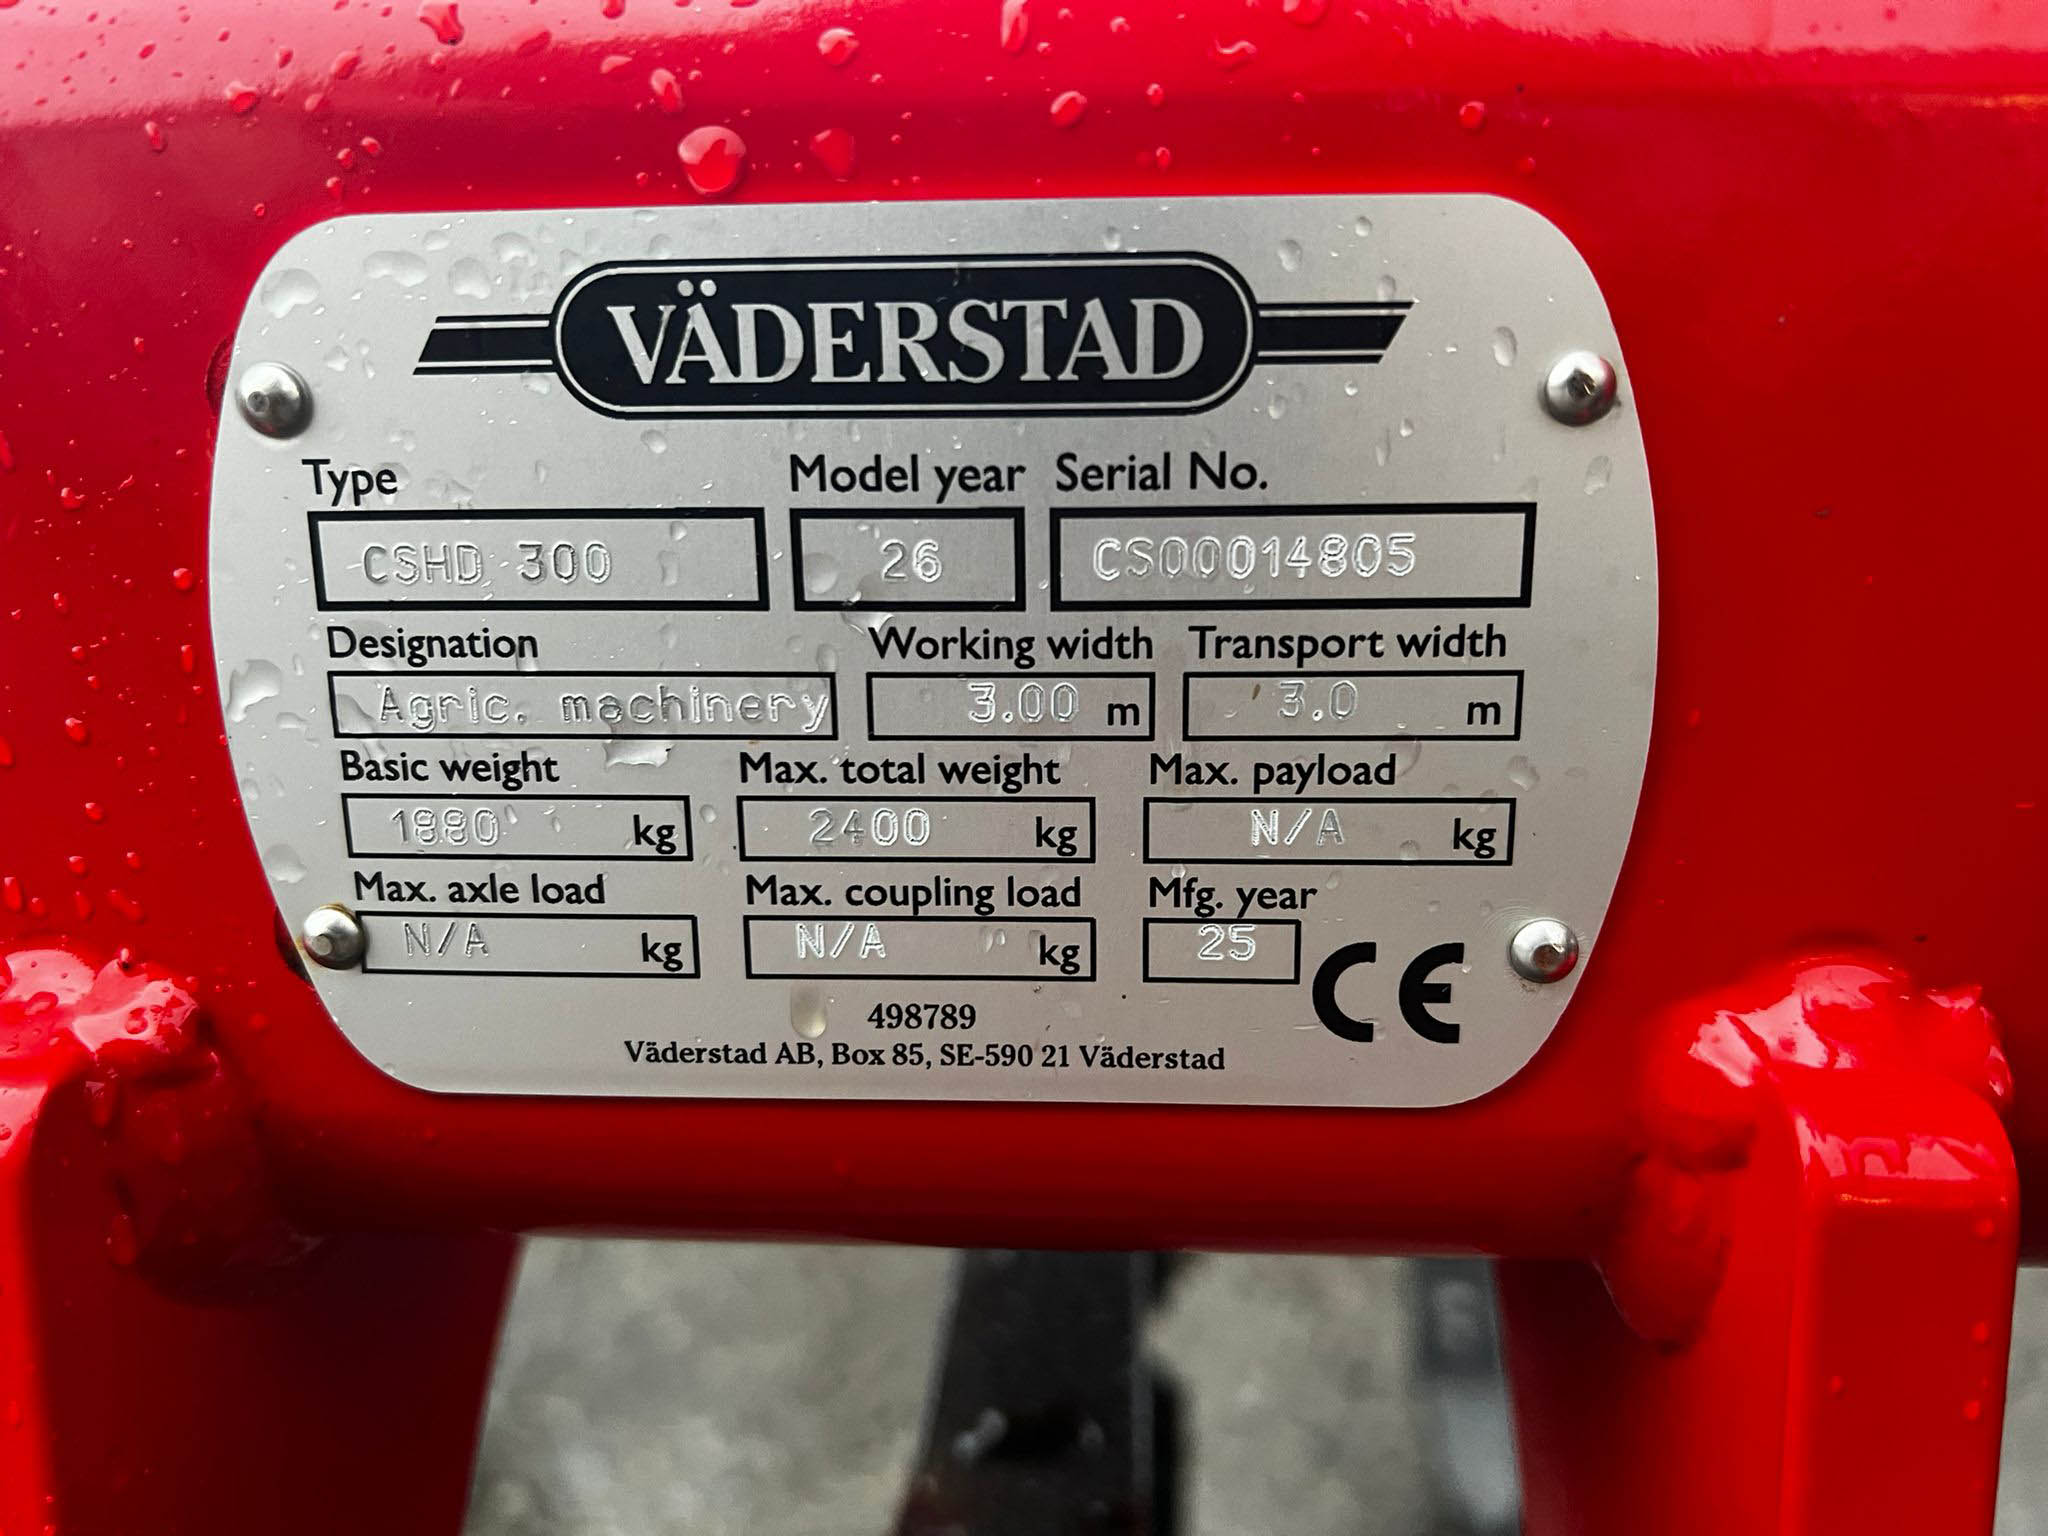 VÄDERSTAD
Type Model year Serial No.
CSHD 300 26 CS00014805
Designation Working width Transport width
Agric. machinery 3.00 m 3.0 m
Basic weight Max. total weight Max. payload
1880 kg 2400 kg N/A kg
Max. axle load Max. coupling load Mfg. year
N/A kg N/A kg 25
CE
498789
Väderstad AB, Box 85, SE-590 21 Väderstad